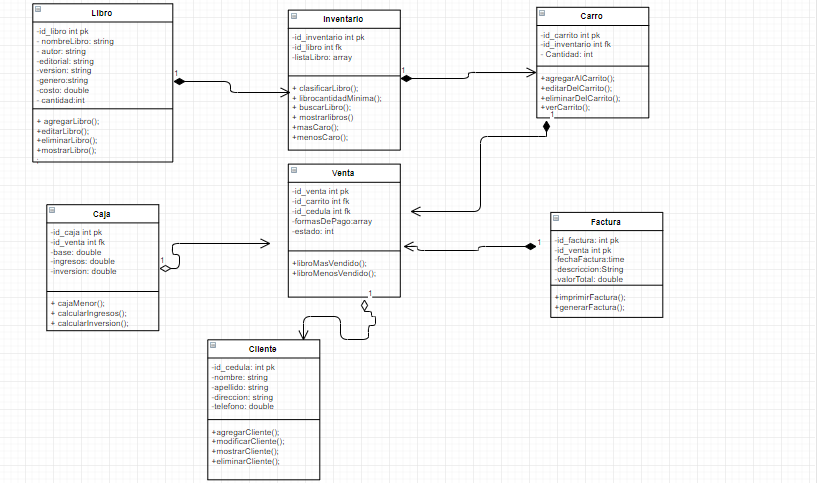 Libro
-id_libro int pk
- nombreLibro: string
- autor: string
-editorial: string
-version: string
-genero:string
-costo: double
- cantidad:int
+ agregarLibro();
+editarLibro();
+eliminarLibro();
+mostrarLibro();
1
Inventario
-id_inventario int pk
-id_libro int fk
-listaLibro: array
+ clasificarLibro();
+ librocantidadMinima();
+ buscarLibro();
+ mostrarlibros()
+masCaro();
+menosCaro();
1
Carro
-id_carrito int pk
-id_inventario int fk
- Cantidad: int
+agregarAlCarrito();
+editarDelCarrito();
+eliminarDelCarrito();
+verCarrito();
1
Venta
-id_venta int pk
-id_carrito int fk
-id_cedula int fk
-formasDePago:array
-estado: int
+libroMasVendido();
+libroMenosVendido();
1
Caja
-id_caja int pk
-id_venta int fk
-base: double
-ingresos: double
-inversion: double
+ cajaMenor();
+ calcularIngresos();
+ calcularInversion();
1
Factura
-id_factura: int pk
-id_venta int pk
-fechaFactura:time
-descriccion:String
-valorTotal: double
+imprimirFactura();
+generarFactura();
1
Cliente
-id_cedula: int pk
-nombre: string
-apellido: string
-direccion: string
-telefono: double
+agregarCliente();
+modificarCliente();
+mostrarCliente();
+eliminarCliente();